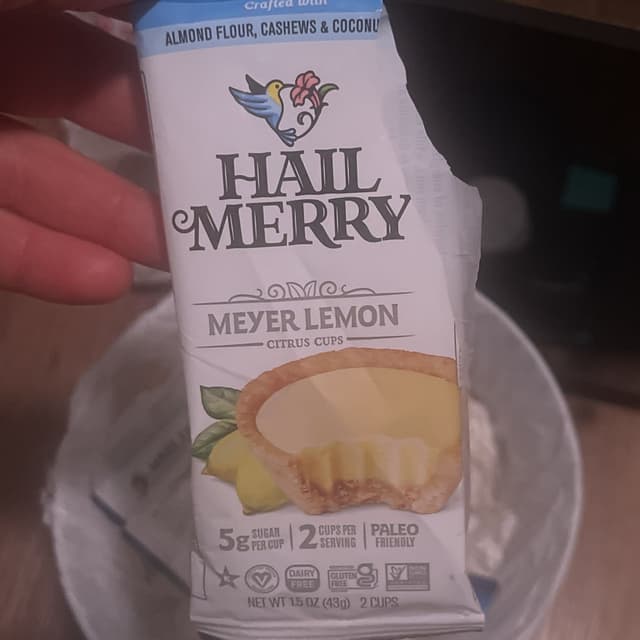 Crafted with
ALMOND FLOUR, CASHEWS & COCONU
HAIL
MERRY
MEYER LEMON
CITRUS CUPS
5g SUGAR PER CUP | 2 CUPS PER SERVING | PALEO FRIENDLY
DAIRY FREE
GLUTEN FREE
NET WT 1.5 OZ (43g) 2 CUPS